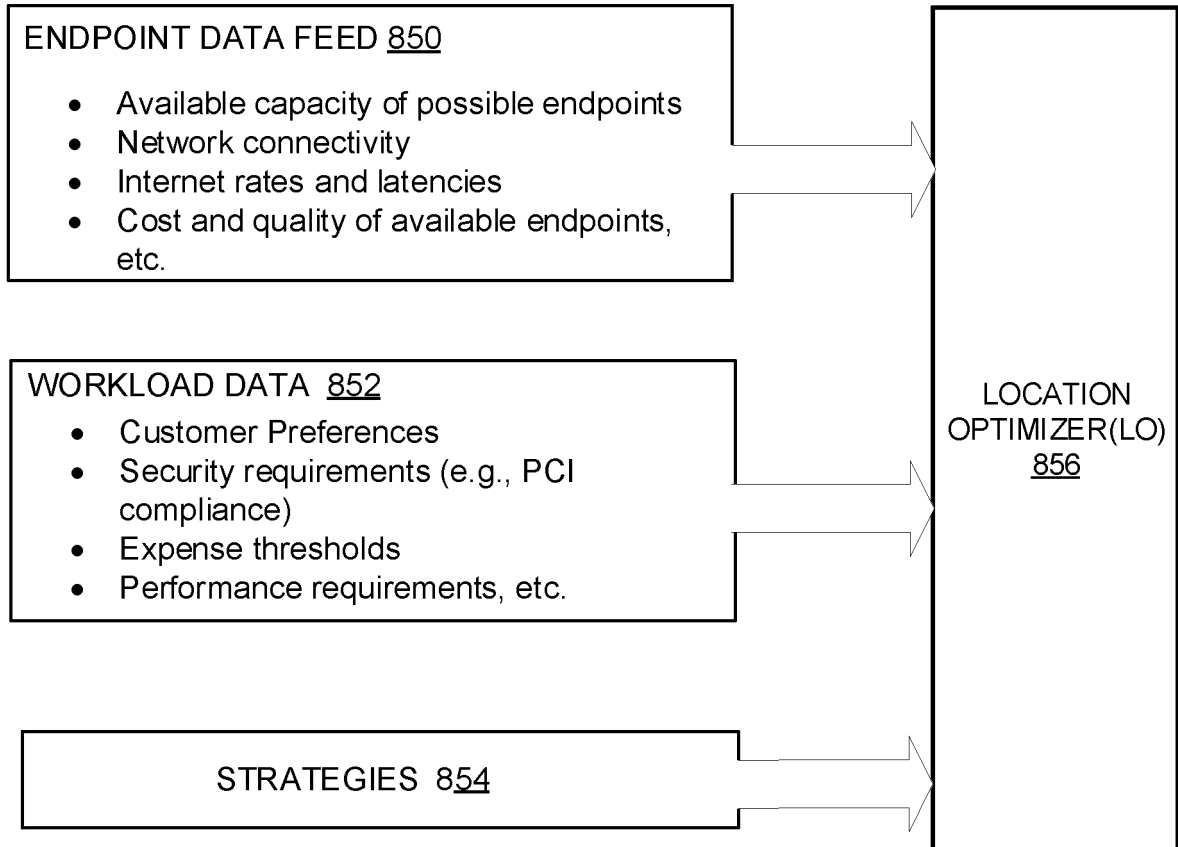 ENDPOINT DATA FEED 850
• Available capacity of possible endpoints
• Network connectivity
• Internet rates and latencies
• Cost and quality of available endpoints,
etc.
WORKLOAD DATA 852
• Customer Preferences
• Security requirements (e.g., PCI
compliance)
• Expense thresholds
• Performance requirements, etc.
STRATEGIES 854
LOCATION
OPTIMIZER(LO)
856